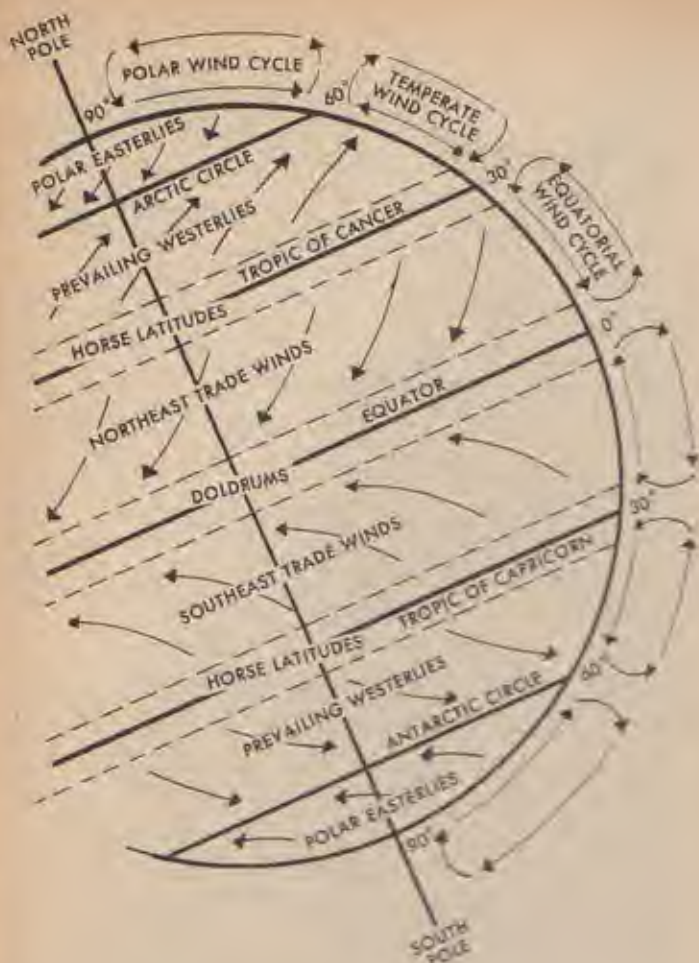 NORTH
POLE
90°
POLAR WIND CYCLE
60°
TEMPERATE
WIND CYCLE
30°
EQUATORIAL
WIND CYCLE
0°
POLAR EASTERLIES
ARCTIC CIRCLE
PREVAILING WESTERLIES
TROPIC OF CANCER
HORSE LATITUDES
NORTHEAST TRADE WINDS
EQUATOR
DOLDRUMS
SOUTHEAST TRADE WINDS
30°
TROPIC OF CAPRICORN
HORSE LATITUDES
PREVAILING WESTERLIES
60°
ANTARCTIC CIRCLE
POLAR EASTERLIES
90°
SOUTH
POLE